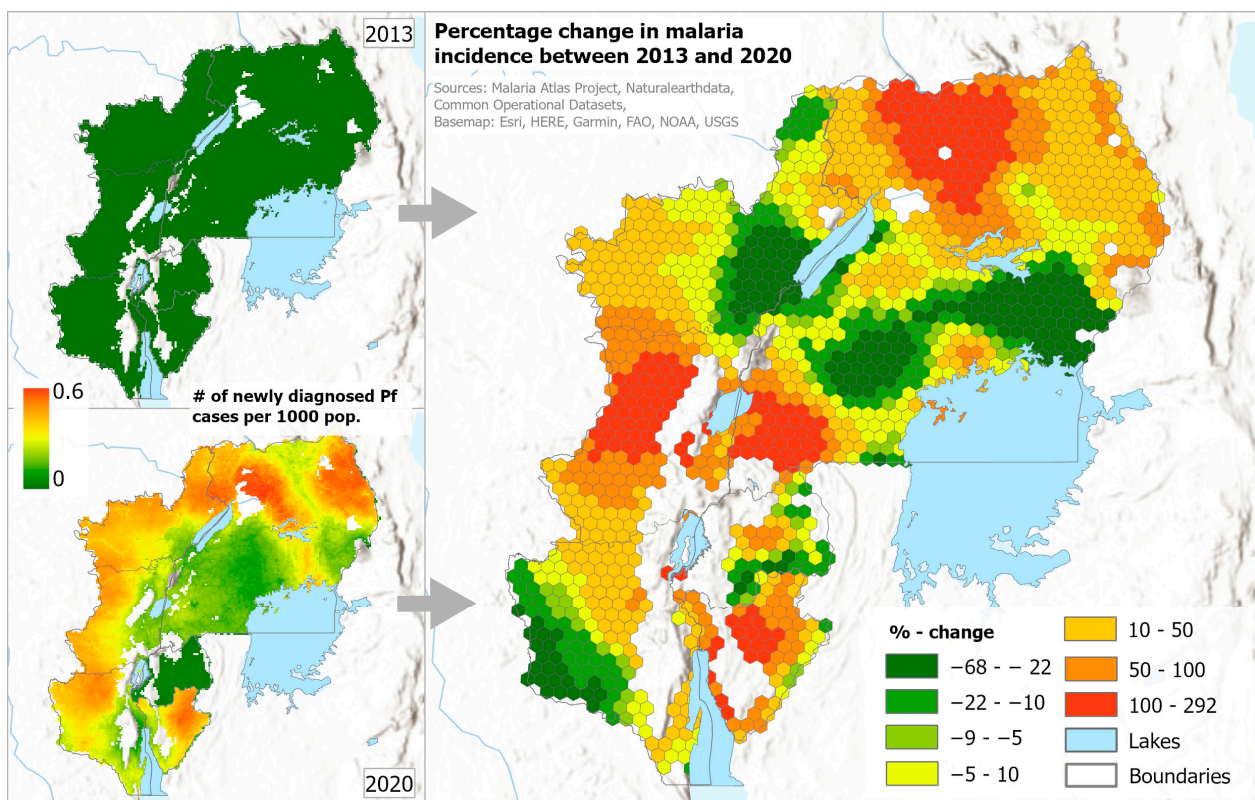 2013
Percentage change in malaria
incidence between 2013 and 2020
Sources: Malaria Atlas Project, Naturalearthdata,
Common Operational Datasets,
Basemap: Esri, HERE, Garmin, FAO, NOAA, USGS
0.6
# of newly diagnosed Pf
cases per 1000 pop.
0
2020
% - change
−68 - − 22
−22 - −10
−9 - −5
−5 - 10
10 - 50
50 - 100
100 - 292
Lakes
Boundaries